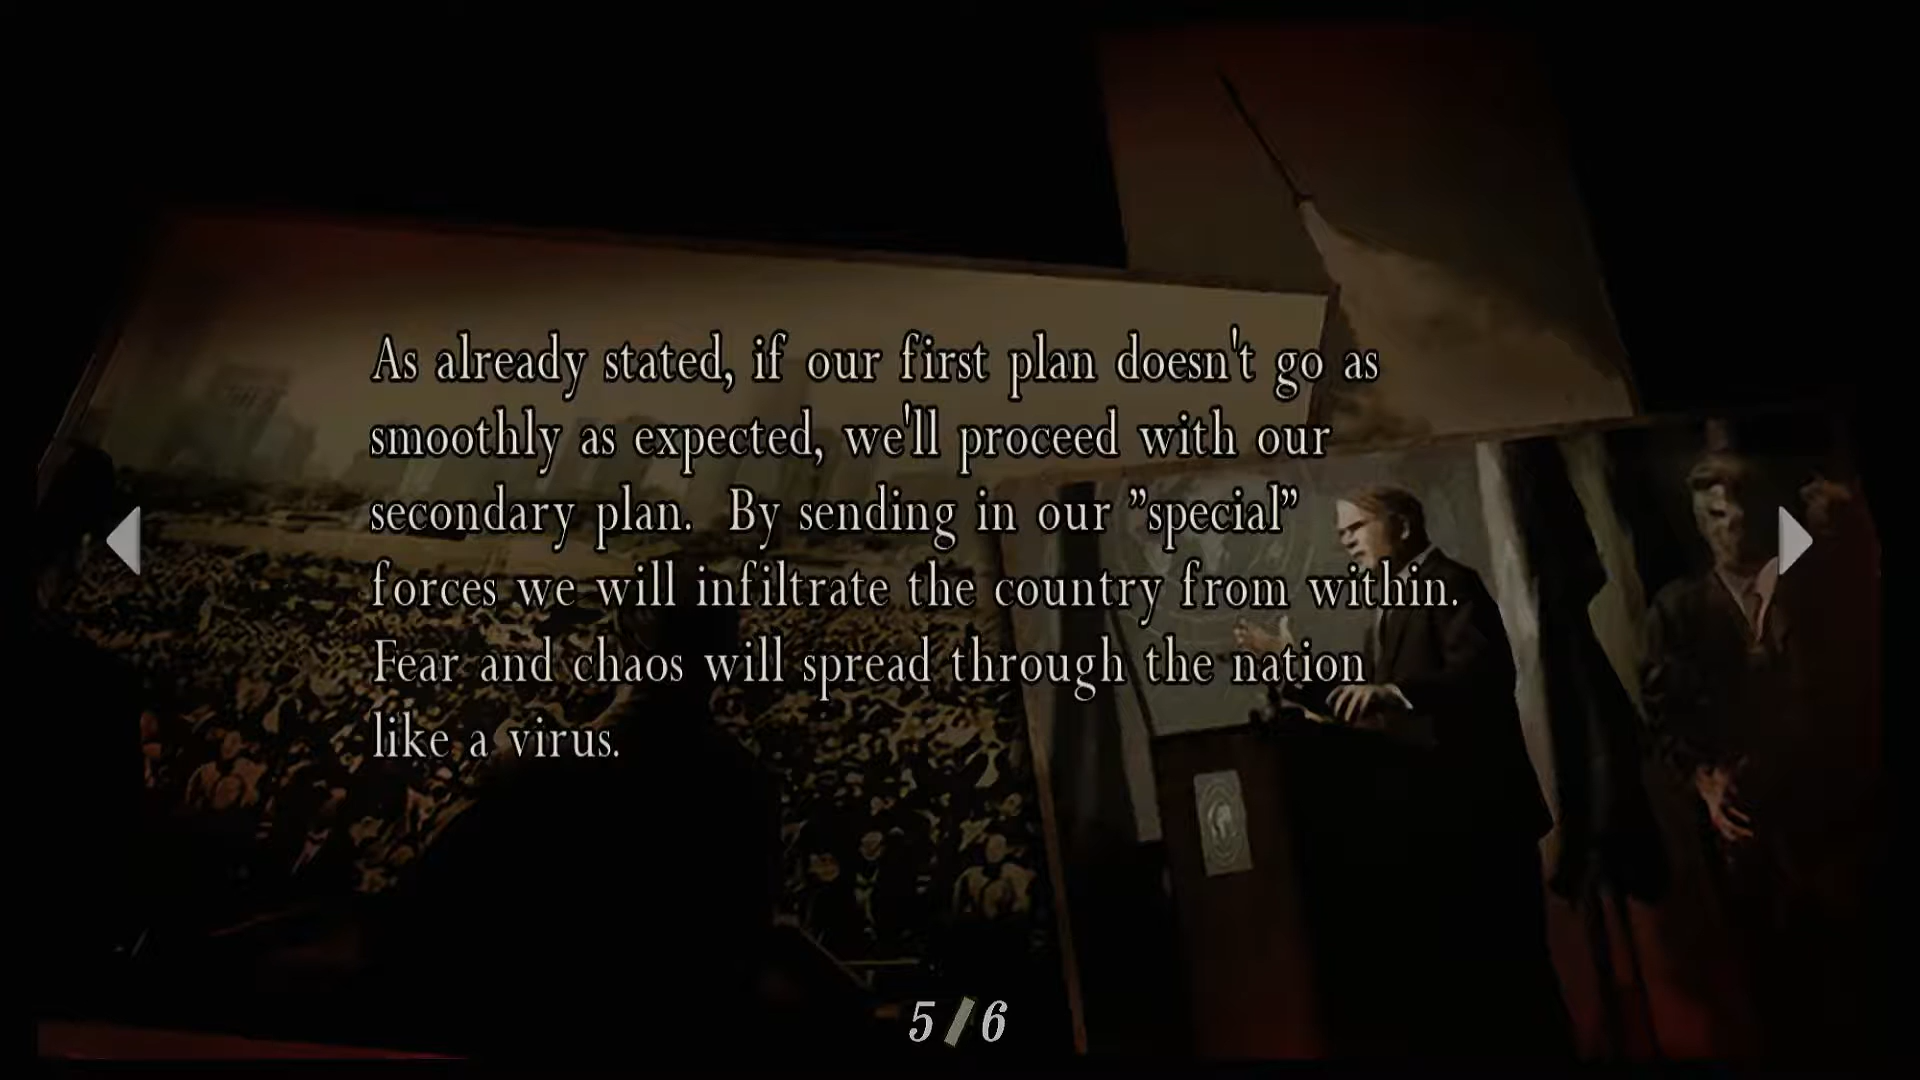 As already stated, if our first plan doesn't go as
smoothly as expected, we'll proceed with our
secondary plan.  By sending in our ”special”
forces we will infiltrate the country from within.
Fear and chaos will spread through the nation
like a virus.
5/6